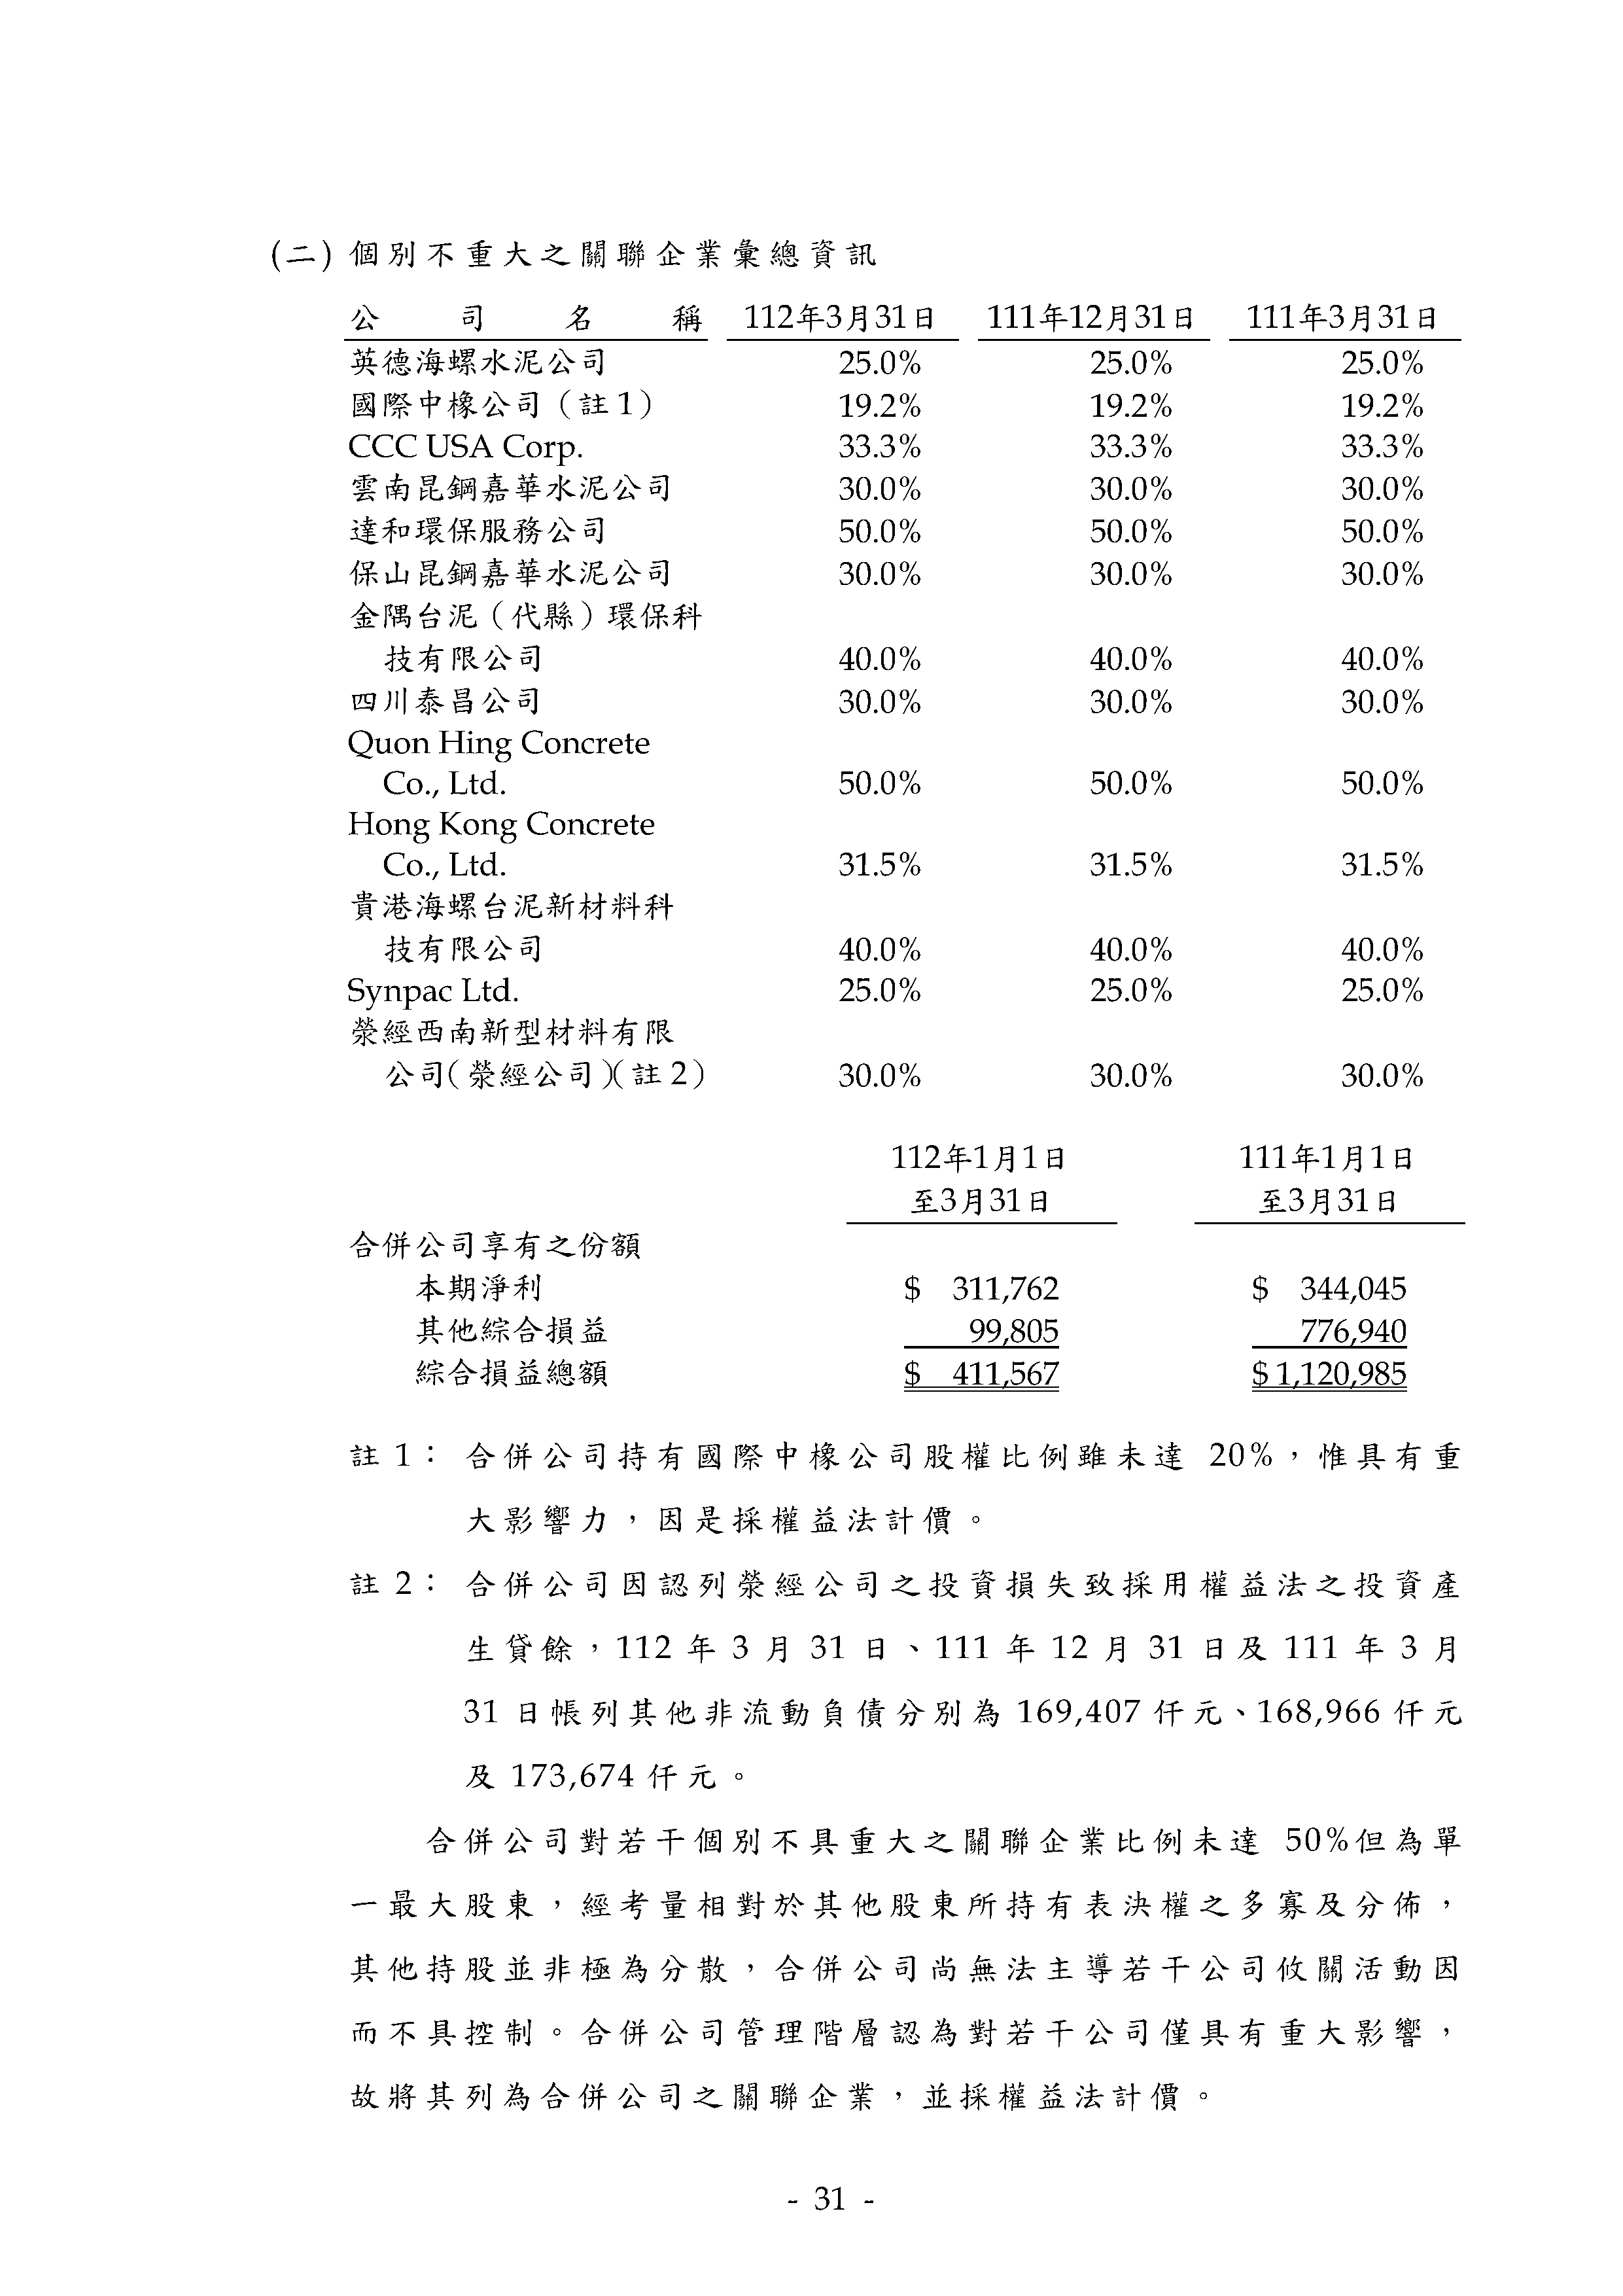 (二) 個別不重大之關聯企業彙總資訊
公司名稱 112年3月31日 111年12月31日 111年3月31日
英德海螺水泥公司 25.0% 25.0% 25.0%
國際中橡公司（註1） 19.2% 19.2% 19.2%
CCC USA Corp. 33.3% 33.3% 33.3%
雲南昆鋼嘉華水泥公司 30.0% 30.0% 30.0%
達和環保服務公司 50.0% 50.0% 50.0%
保山昆鋼嘉華水泥公司 30.0% 30.0% 30.0%
金隅台泥（代縣）環保科
技有限公司 40.0% 40.0% 40.0%
四川泰昌公司 30.0% 30.0% 30.0%
Quon Hing Concrete
Co., Ltd. 50.0% 50.0% 50.0%
Hong Kong Concrete
Co., Ltd. 31.5% 31.5% 31.5%
貴港海螺台泥新材料科
技有限公司 40.0% 40.0% 40.0%
Synpac Ltd. 25.0% 25.0% 25.0%
滎經西南新型材料有限
公司（滎經公司）（註2） 30.0% 30.0% 30.0%
112年1月1日 111年1月1日
至3月31日 至3月31日
合併公司享有之份額
本期淨利 $ 311,762 $ 344,045
其他綜合損益 99,805 776,940
綜合損益總額 $ 411,567 $ 1,120,985
註1： 合併公司持有國際中橡公司股權比例雖未達 20%，惟具有重
大影響力，因是採權益法計價。
註2： 合併公司因認列滎經公司之投資損失致採用權益法之投資產
生貸餘，112 年 3 月 31 日、111 年 12 月 31 日及 111 年 3 月
31 日帳列其他非流動負債分別為 169,407 仟元、168,966 仟元
及 173,674 仟元。
合併公司對若干個別不具重大之關聯企業比例未達 50%但為單
一最大股東，經考量相對於其他股東所持有表決權之多寡及分佈，
其他持股並非極為分散，合併公司尚無法主導若干公司攸關活動因
而不具控制。合併公司管理階層認為對若干公司僅具有重大影響，
故將其列為合併公司之關聯企業，並採權益法計價。
- 31 -